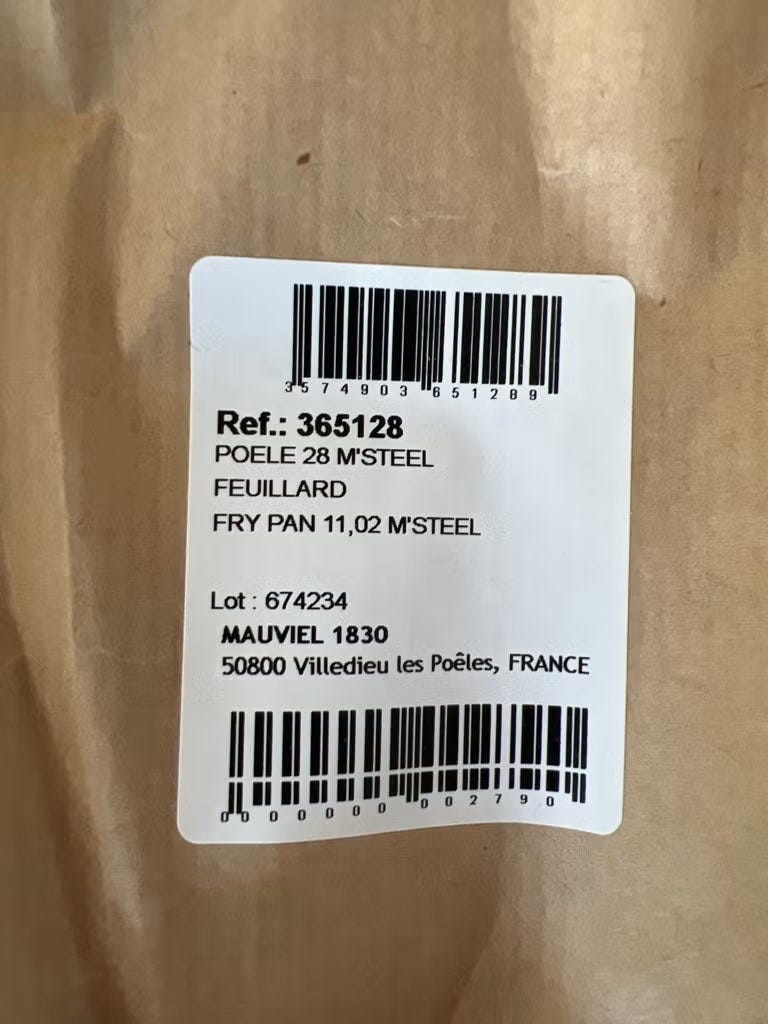 3574903 651289
Ref.: 365128
POELE 28 M'STEEL
FEUILLARD
FRY PAN 11,02 M'STEEL
Lot : 674234
MAUVIEL 1830
50800 Villedieu les Poêles, FRANCE
0000000 002790